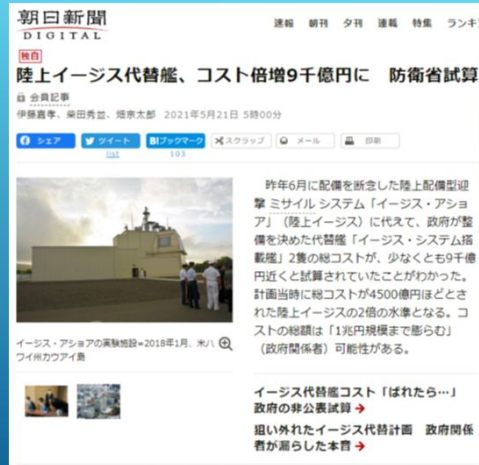 朝日新聞
DIGITAL
速報 朝刊 夕刊 連載 特集 ランキ
独自
陸上イージス代替艦、コスト倍増9千億円に 防衛省試算
会員記事
伊藤嘉孝、柴田秀並、畑宗太郎 2021年5月21日 5時00分
シェア ツイート B!ブックマーク スクラップ メール 印刷
list 103
昨年6月に配備を断念した陸上配備型迎
撃ミサイルシステム「イージス・アショ
ア」（陸上イージス）に代えて、政府が整
備を決めた代替艦「イージス・システム搭
載艦」2隻の総コストが、少なくとも9千億
円近くと試算されていたことがわかった。
計画当時に総コストが4500億円ほどとさ
れた陸上イージスの2倍の水準となる。コ
ストの総額は「1兆円規模まで膨らむ」
（政府関係者）可能性がある。
イージス・アショアの実験施設=2018年1月、米ハ
ワイ州カウアイ島
イージス代替艦コスト「ばれたら…」
政府の非公表試算
狙い外れたイージス代替計画 政府関係
者が漏らした本音